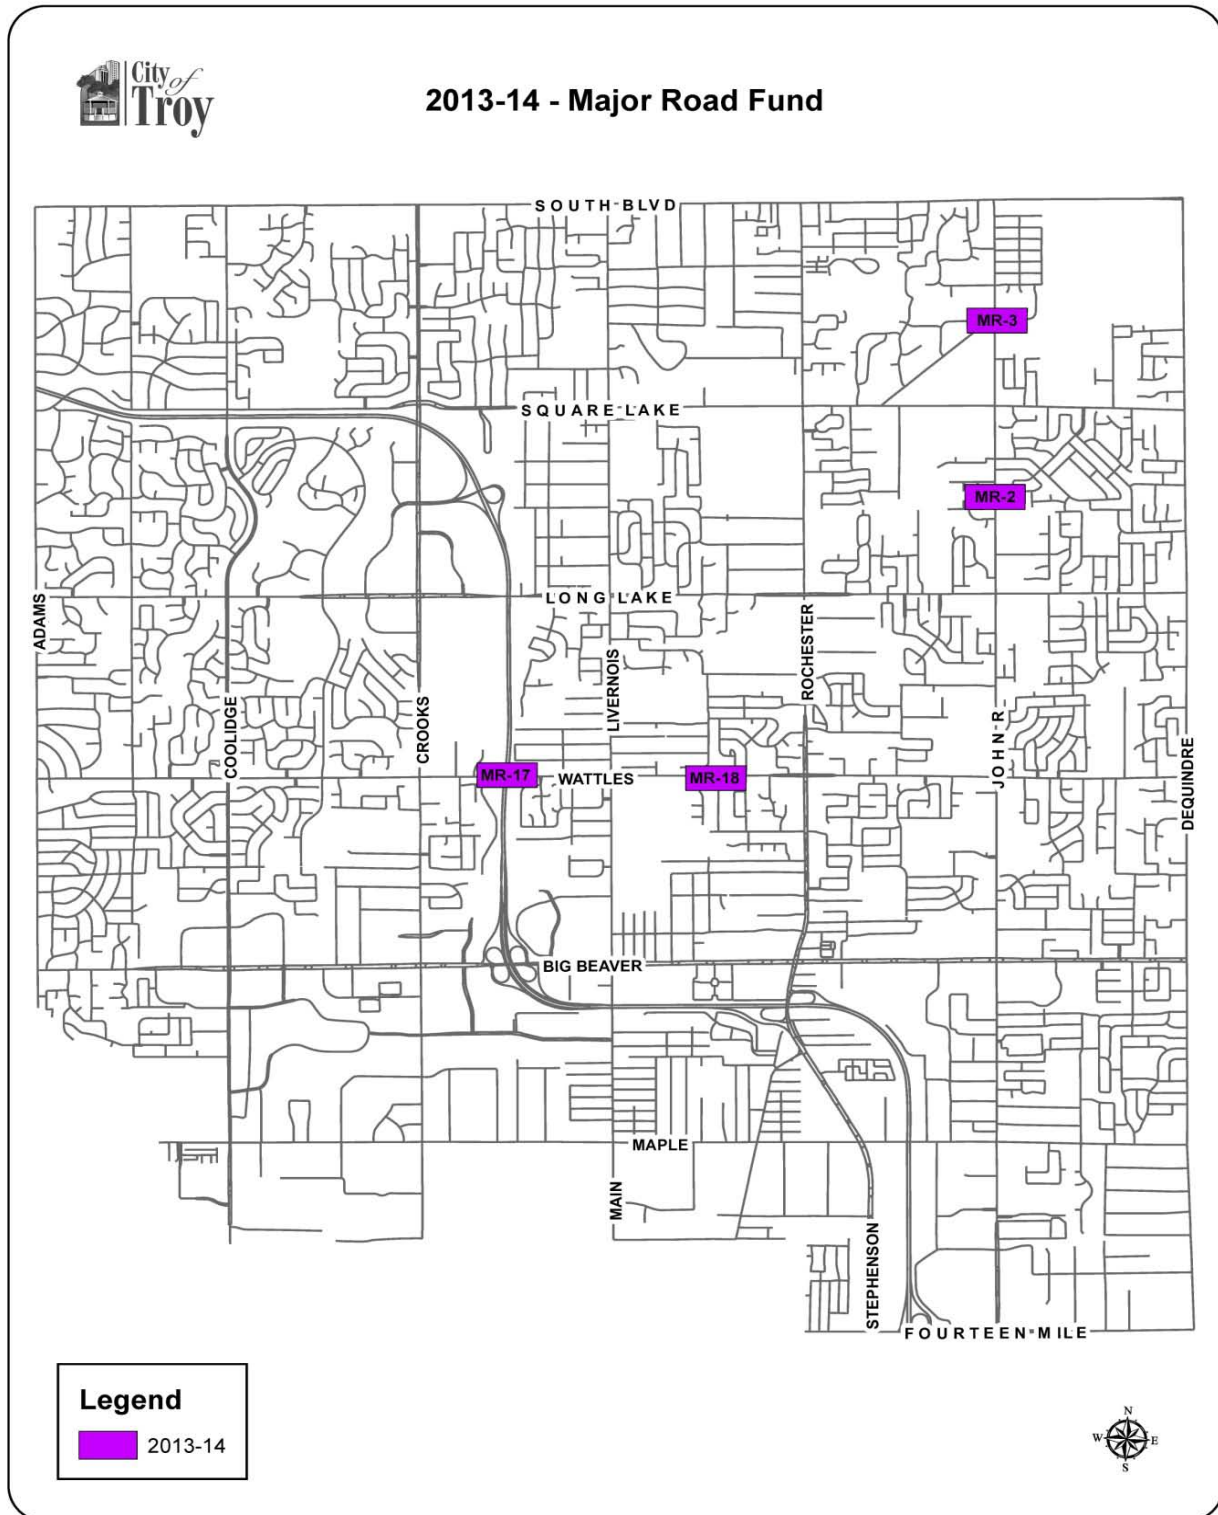 City of
Troy
2013-14 - Major Road Fund
SOUTH BLVD
MR-3
SQUARE LAKE
MR-2
LONG LAKE
ADAMS
COOLIDGE
CROOKS
LIVERNOIS
ROCHESTER
JOHN R
DEQUINDRE
MR-17
WATTLES
MR-18
BIG BEAVER
MAPLE
MAIN
STEPHENSON
FOURTEEN MILE
Legend
2013-14
N
W
E
S